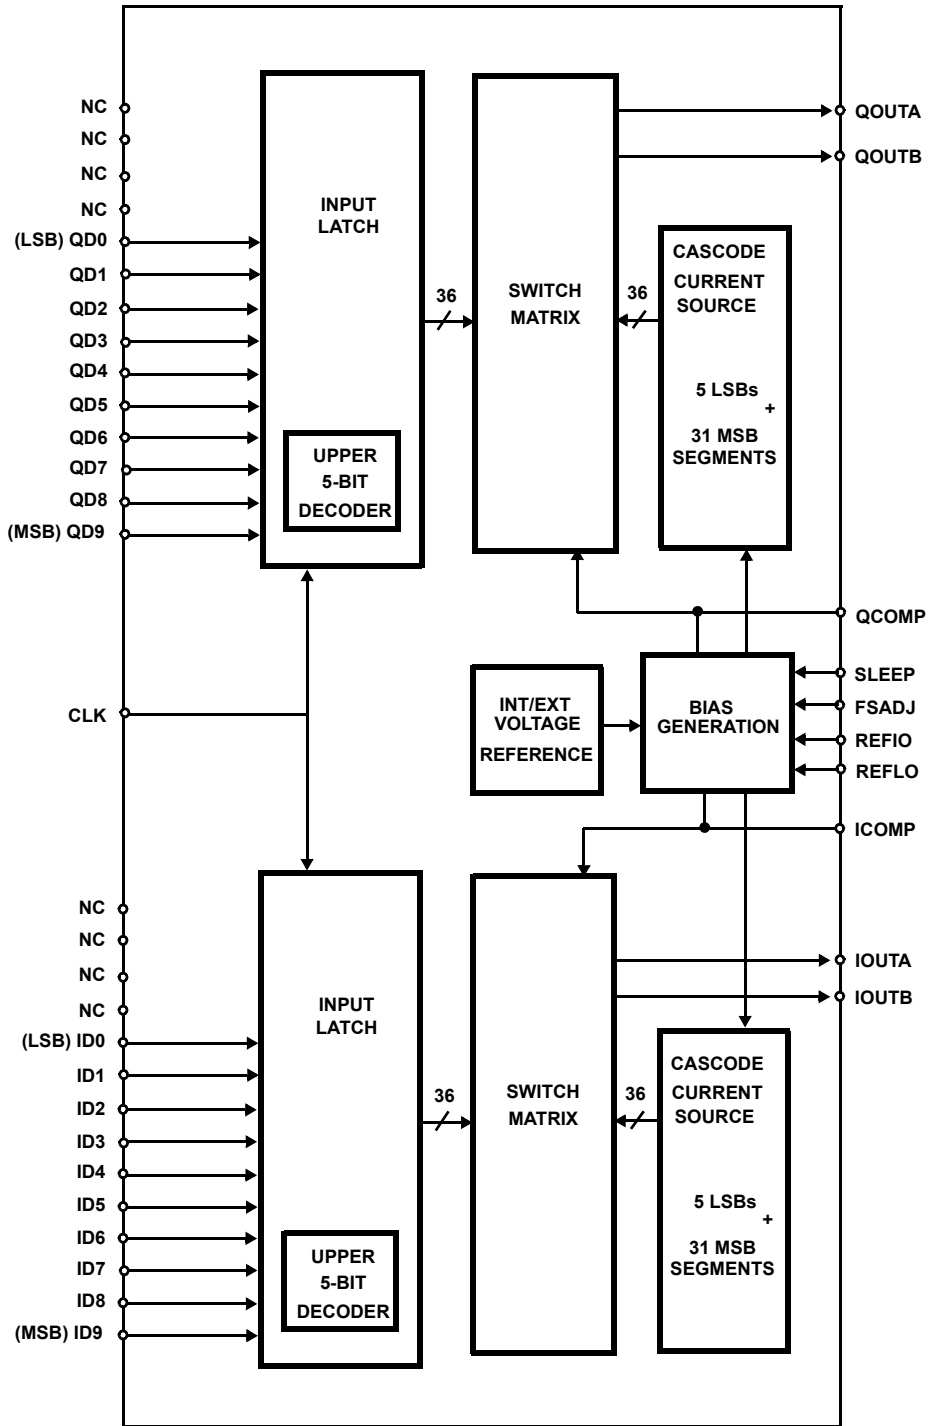 NC
NC
NC
NC
(LSB) QD0
QD1
QD2
QD3
QD4
QD5
QD6
QD7
QD8
(MSB) QD9
INPUT
LATCH
UPPER
5-BIT
DECODER
36
SWITCH
MATRIX
36
CASCODE
CURRENT
SOURCE
5 LSBs
+
31 MSB
SEGMENTS
QOUTA
QOUTB
QCOMP
CLK
INT/EXT
VOLTAGE
REFERENCE
BIAS
GENERATION
SLEEP
FSADJ
REFIO
REFLO
ICOMP
NC
NC
NC
NC
(LSB) ID0
ID1
ID2
ID3
ID4
ID5
ID6
ID7
ID8
(MSB) ID9
INPUT
LATCH
UPPER
5-BIT
DECODER
36
SWITCH
MATRIX
36
CASCODE
CURRENT
SOURCE
5 LSBs
+
31 MSB
SEGMENTS
IOUTA
IOUTB